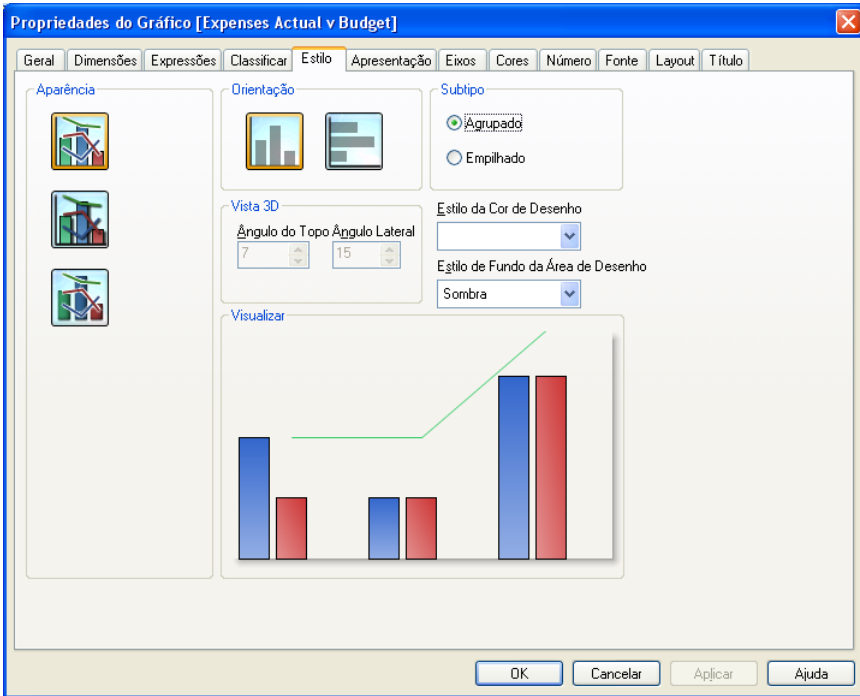 Propriedades do Gráfico [Expenses Actual v Budget]
Geral Dimensões Expressões Classificar Estilo Apresentação Eixos Cores Número Fonte Layout Título
Aparência
Orientação
Subtipo
Agrupado
Empilhado
Vista 3D
Ângulo do Topo Ângulo Lateral
7 15
Estilo da Cor de Desenho
Estilo de Fundo da Área de Desenho
Sombra
Visualizar
OK Cancelar Aplicar Ajuda